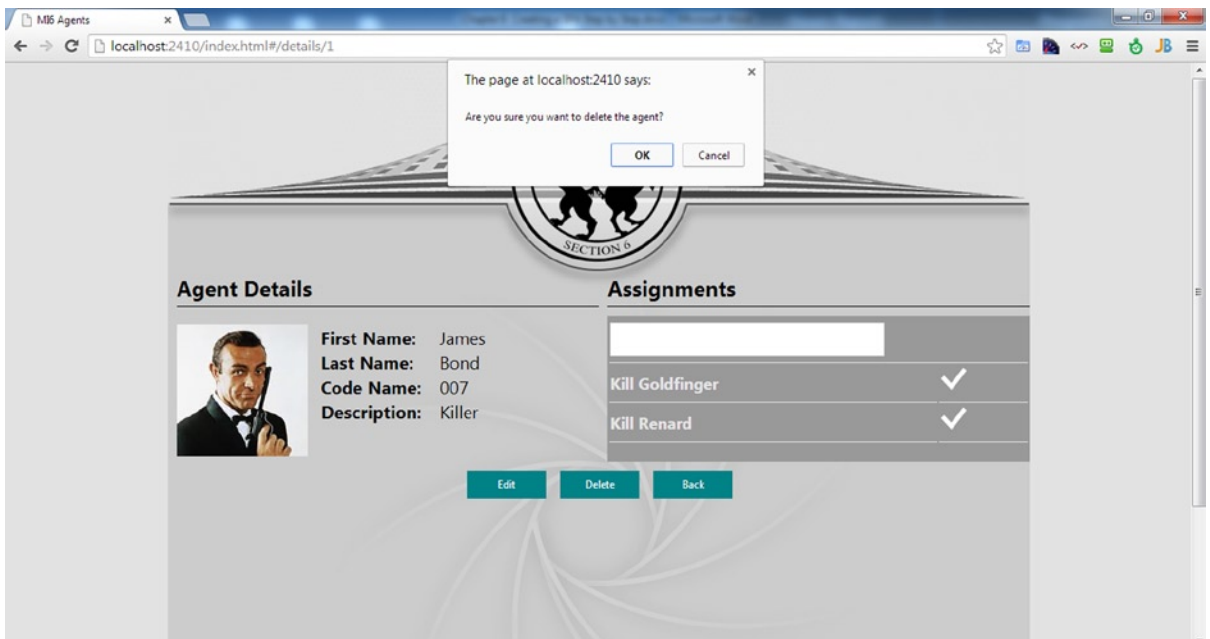 MI6 Agents
localhost:2410/index.html#/details/1
JB
The page at localhost:2410 says:
Are you sure you want to delete the agent?
OK Cancel
SECTION 6
Agent Details
Assignments
First Name: James
Last Name: Bond
Code Name: 007
Description: Killer
Kill Goldfinger
Kill Renard
Edit Delete Back